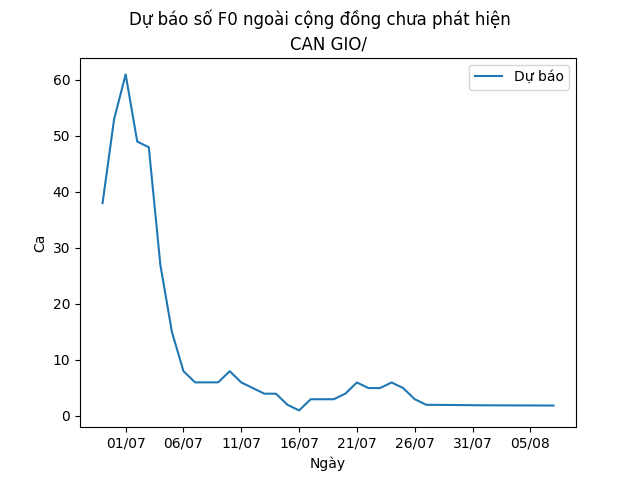 Dự báo số F0 ngoài cộng đồng chưa phát hiện
CAN GIO/
Dự báo
60
50
40
30
20
10
0
Ca
01/07 06/07 11/07 16/07 21/07 26/07 31/07 05/08
Ngày